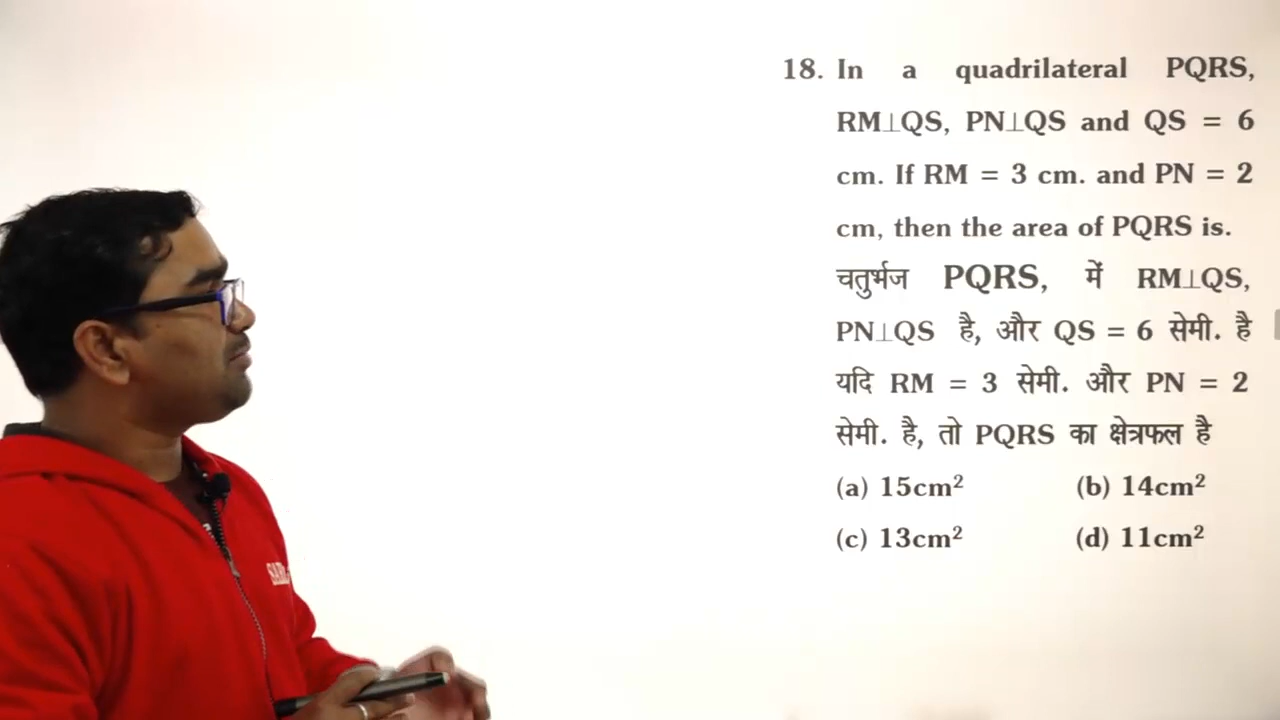 18. In a quadrilateral PQRS,
RM⊥QS, PN⊥QS and QS = 6
cm. If RM = 3 cm. and PN = 2
cm, then the area of PQRS is.
चतुर्भज PQRS, में RM⊥QS,
PN⊥QS है, और QS = 6 सेमी. है
यदि RM = 3 सेमी. और PN = 2
सेमी. है, तो PQRS का क्षेत्रफल है
(a) 15cm² (b) 14cm²
(c) 13cm² (d) 11cm²